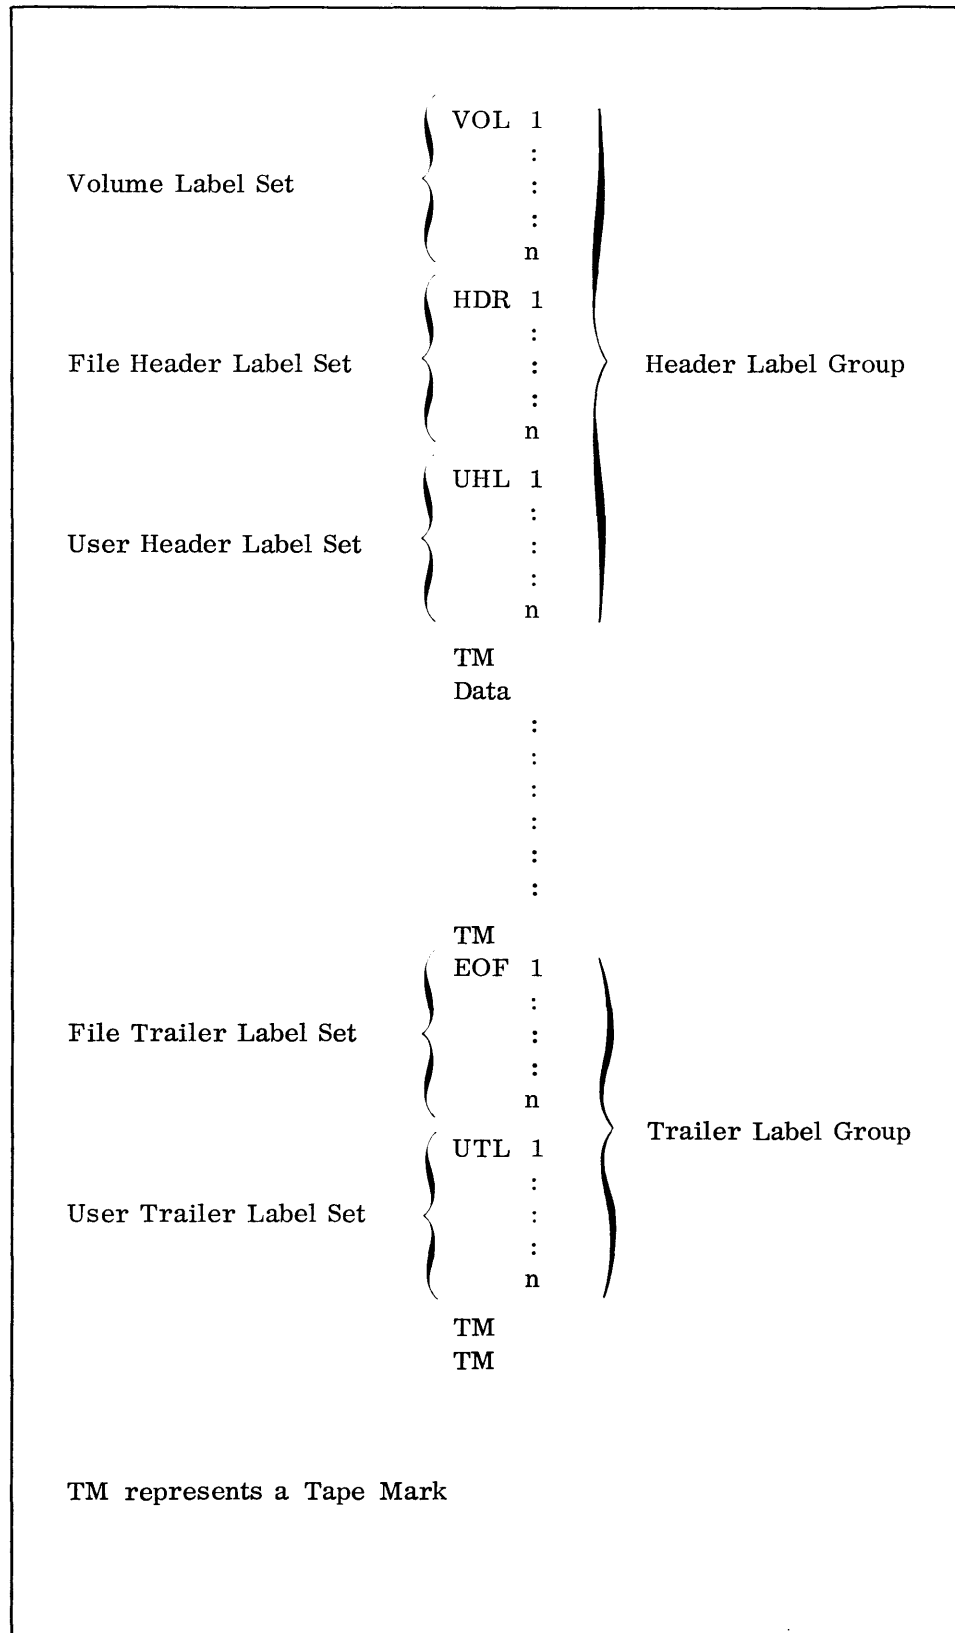 VOL 1
:
Volume Label Set :
:
n
HDR 1
:
File Header Label Set : Header Label Group
:
n
UHL 1
:
User Header Label Set :
:
n
TM
Data
:
:
:
:
:
:
TM
EOF 1
:
File Trailer Label Set :
:
n
Trailer Label Group
UTL 1
:
User Trailer Label Set :
:
n
TM
TM
TM represents a Tape Mark